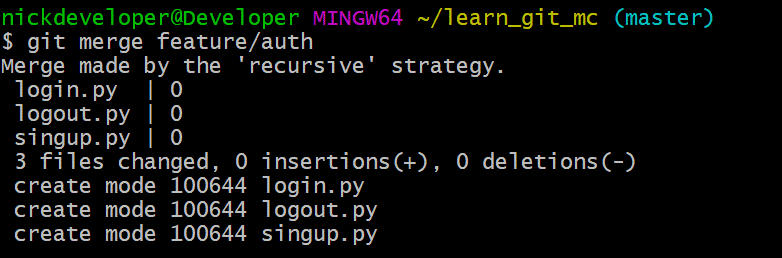 nickdeveloper@Developer MINGW64 ~/learn_git_mc (master)
$ git merge feature/auth
Merge made by the 'recursive' strategy.
 login.py  | 0
 logout.py | 0
 singup.py | 0
 3 files changed, 0 insertions(+), 0 deletions(-)
 create mode 100644 login.py
 create mode 100644 logout.py
 create mode 100644 singup.py